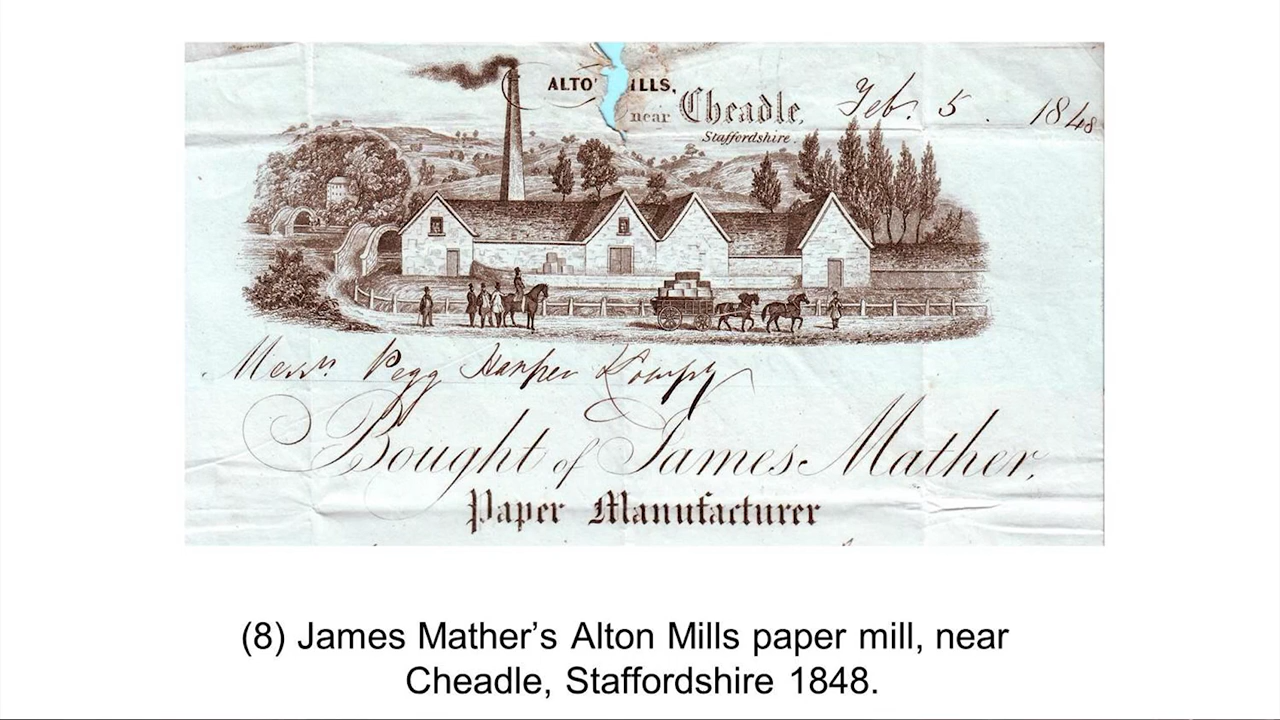 ALTO ILLS,
near Cheadle,
Staffordshire.
Feb. 5. 1848
Messrs Pegg Harper & Compy
Bought of James Mather,
Paper Manufacturer
(8) James Mather’s Alton Mills paper mill, near
Cheadle, Staffordshire 1848.